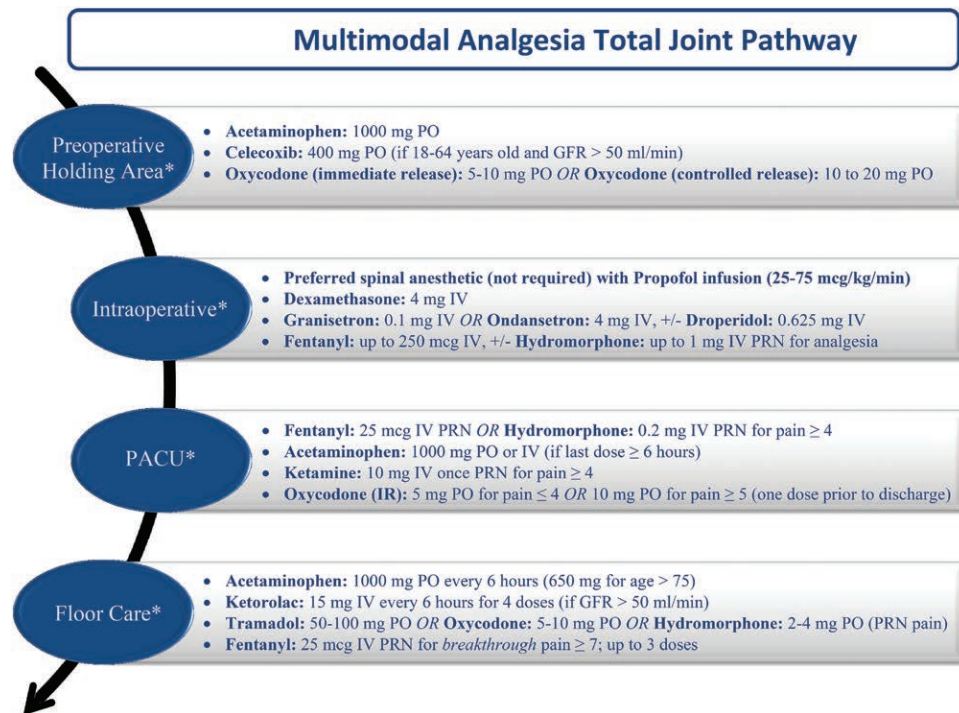 Multimodal Analgesia Total Joint Pathway
Preoperative
Holding Area*
• Acetaminophen: 1000 mg PO
• Celecoxib: 400 mg PO (if 18-64 years old and GFR > 50 ml/min)
• Oxycodone (immediate release): 5-10 mg PO OR Oxycodone (controlled release): 10 to 20 mg PO
Intraoperative*
• Preferred spinal anesthetic (not required) with Propofol infusion (25-75 mcg/kg/min)
• Dexamethasone: 4 mg IV
• Granisetron: 0.1 mg IV OR Ondansetron: 4 mg IV, +/- Droperidol: 0.625 mg IV
• Fentanyl: up to 250 mcg IV, +/- Hydromorphone: up to 1 mg IV PRN for analgesia
PACU*
• Fentanyl: 25 mcg IV PRN OR Hydromorphone: 0.2 mg IV PRN for pain ≥ 4
• Acetaminophen: 1000 mg PO or IV (if last dose ≥ 6 hours)
• Ketamine: 10 mg IV once PRN for pain ≥ 4
• Oxycodone (IR): 5 mg PO for pain ≤ 4 OR 10 mg PO for pain ≥ 5 (one dose prior to discharge)
Floor Care*
• Acetaminophen: 1000 mg PO every 6 hours (650 mg for age > 75)
• Ketorolac: 15 mg IV every 6 hours for 4 doses (if GFR > 50 ml/min)
• Tramadol: 50-100 mg PO OR Oxycodone: 5-10 mg PO OR Hydromorphone: 2-4 mg PO (PRN pain)
• Fentanyl: 25 mcg IV PRN for breakthrough pain ≥ 7; up to 3 doses